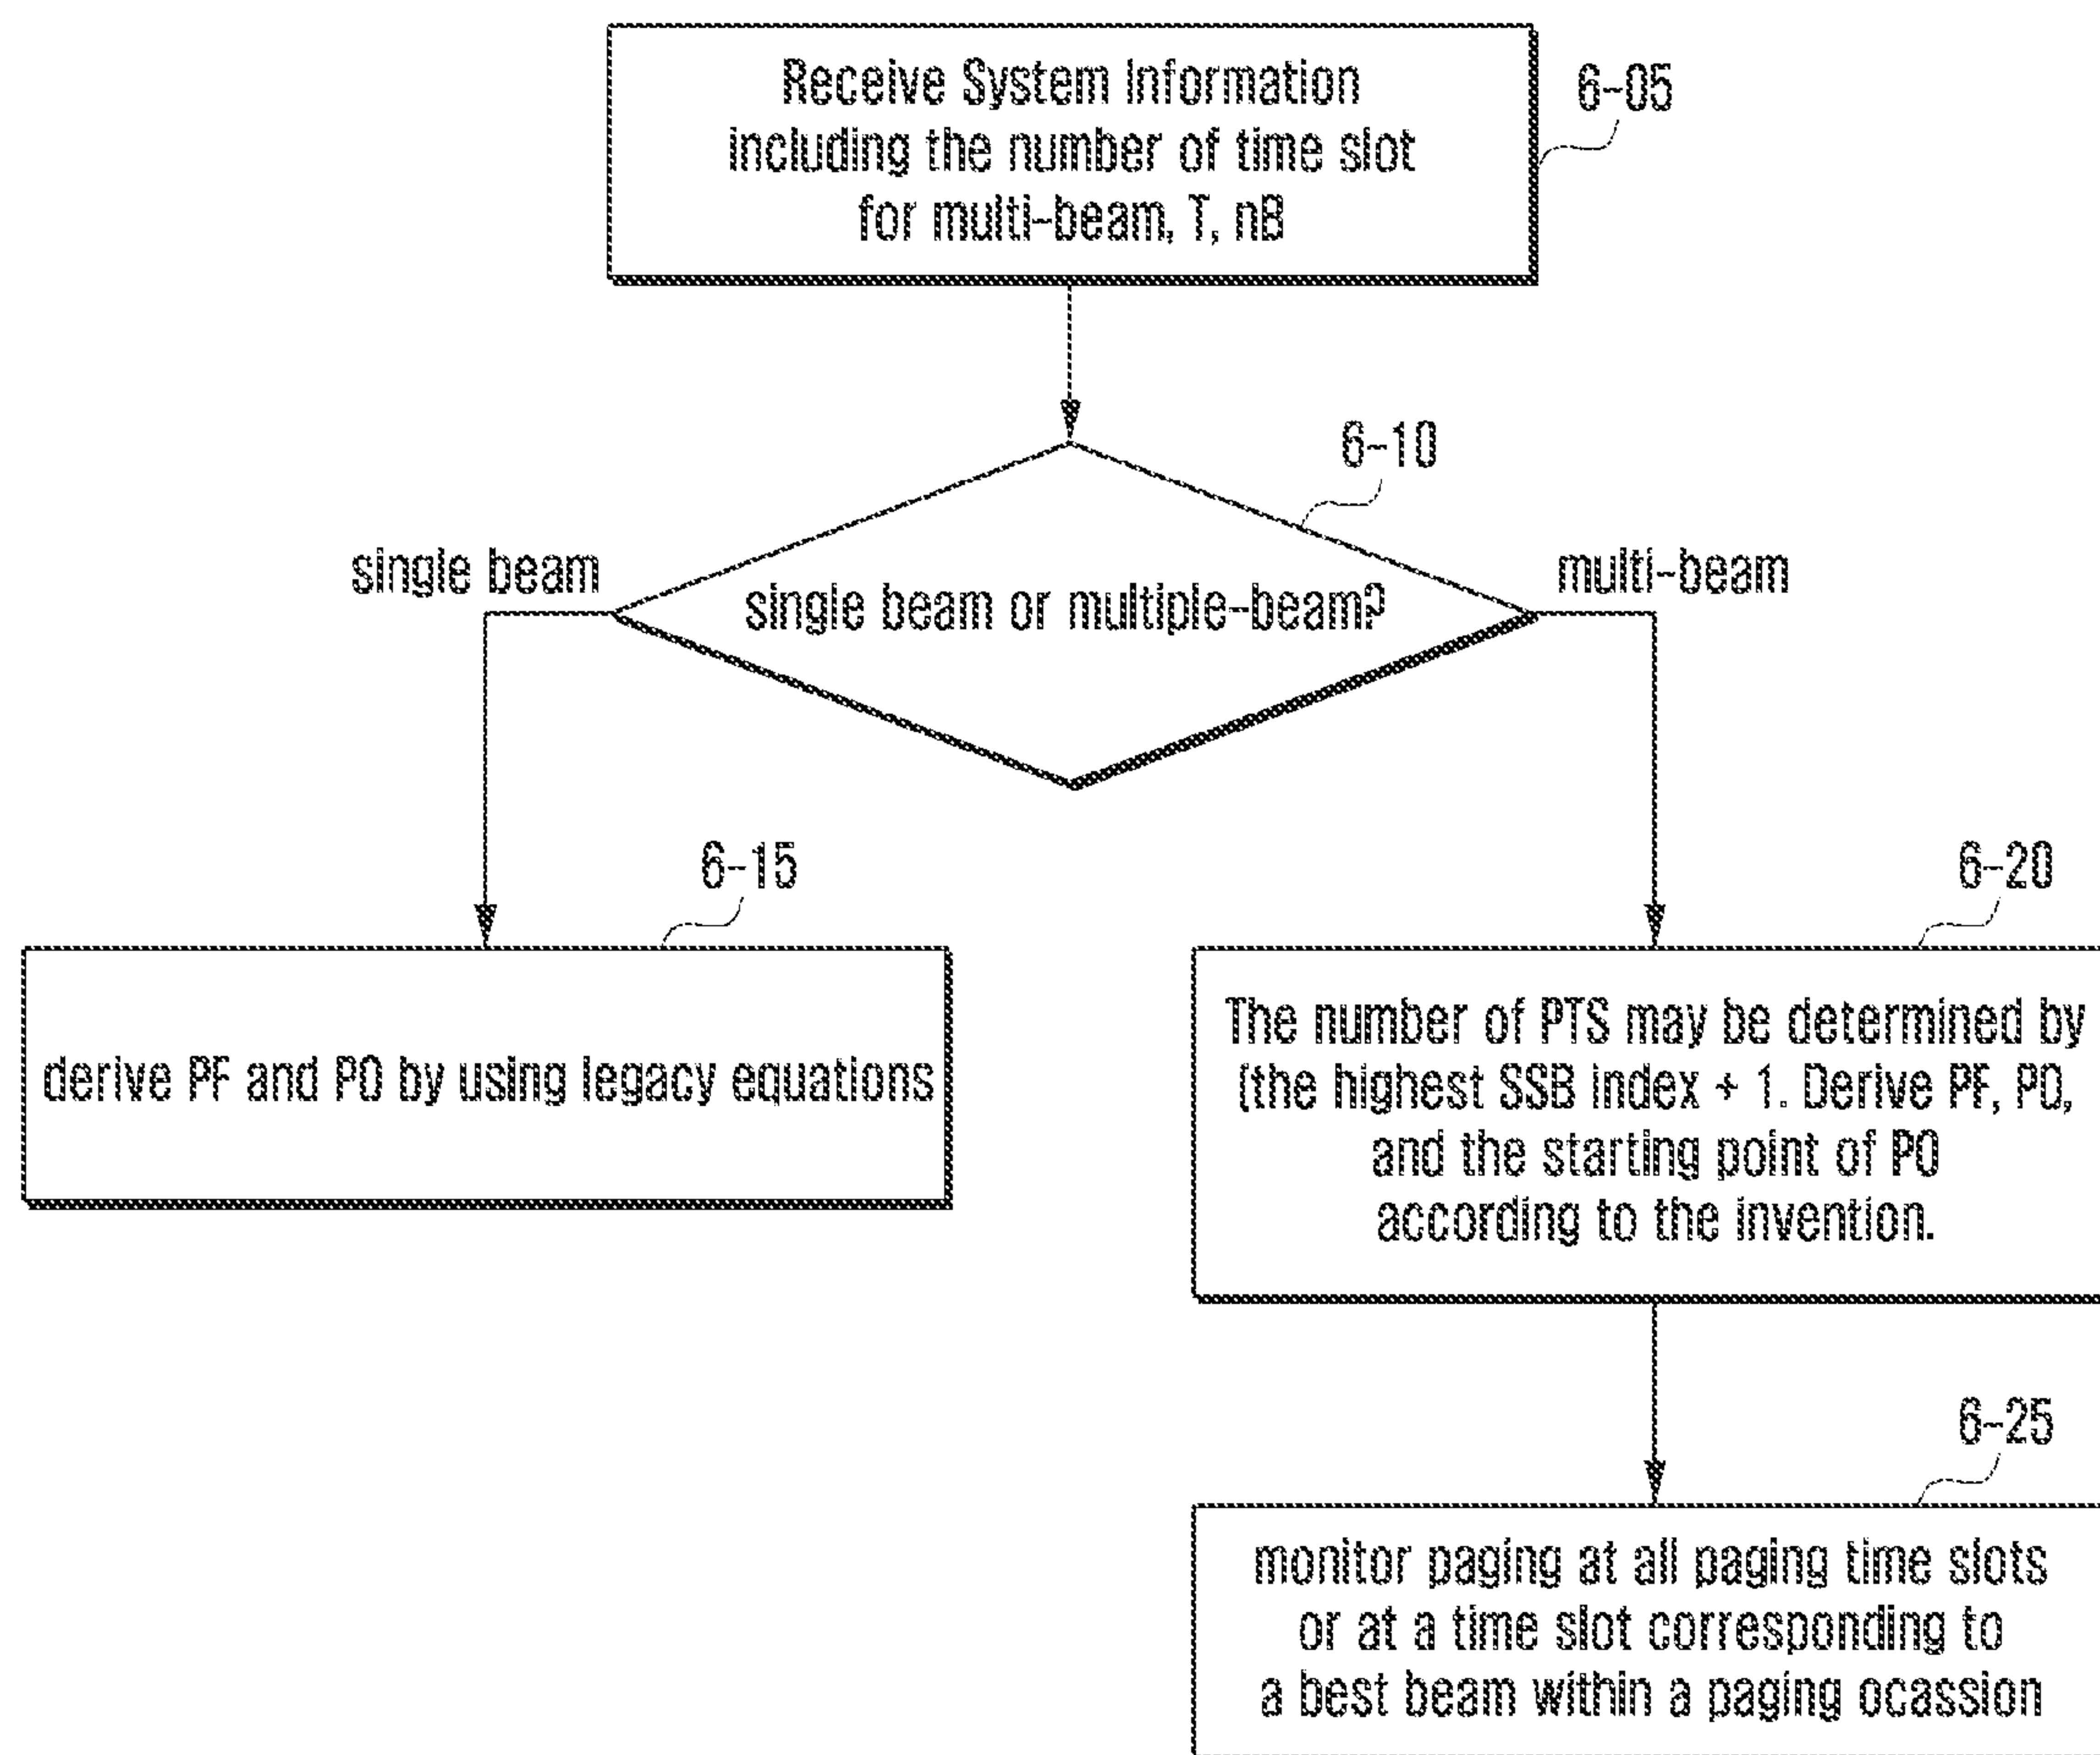 Receive System Information
including the number of time slot
for multi-beam, T, nB
6-05
6-10
single beam
single beam or multiple-beam?
multi-beam
6-15
derive PF and PO by using legacy equations
6-20
The number of PTS may be determined by
(the highest SSB index + 1. Derive PF, PO,
and the starting point of PO
according to the invention.
6-25
monitor paging at all paging time slots
or at a time slot corresponding to
a best beam within a paging ocassion